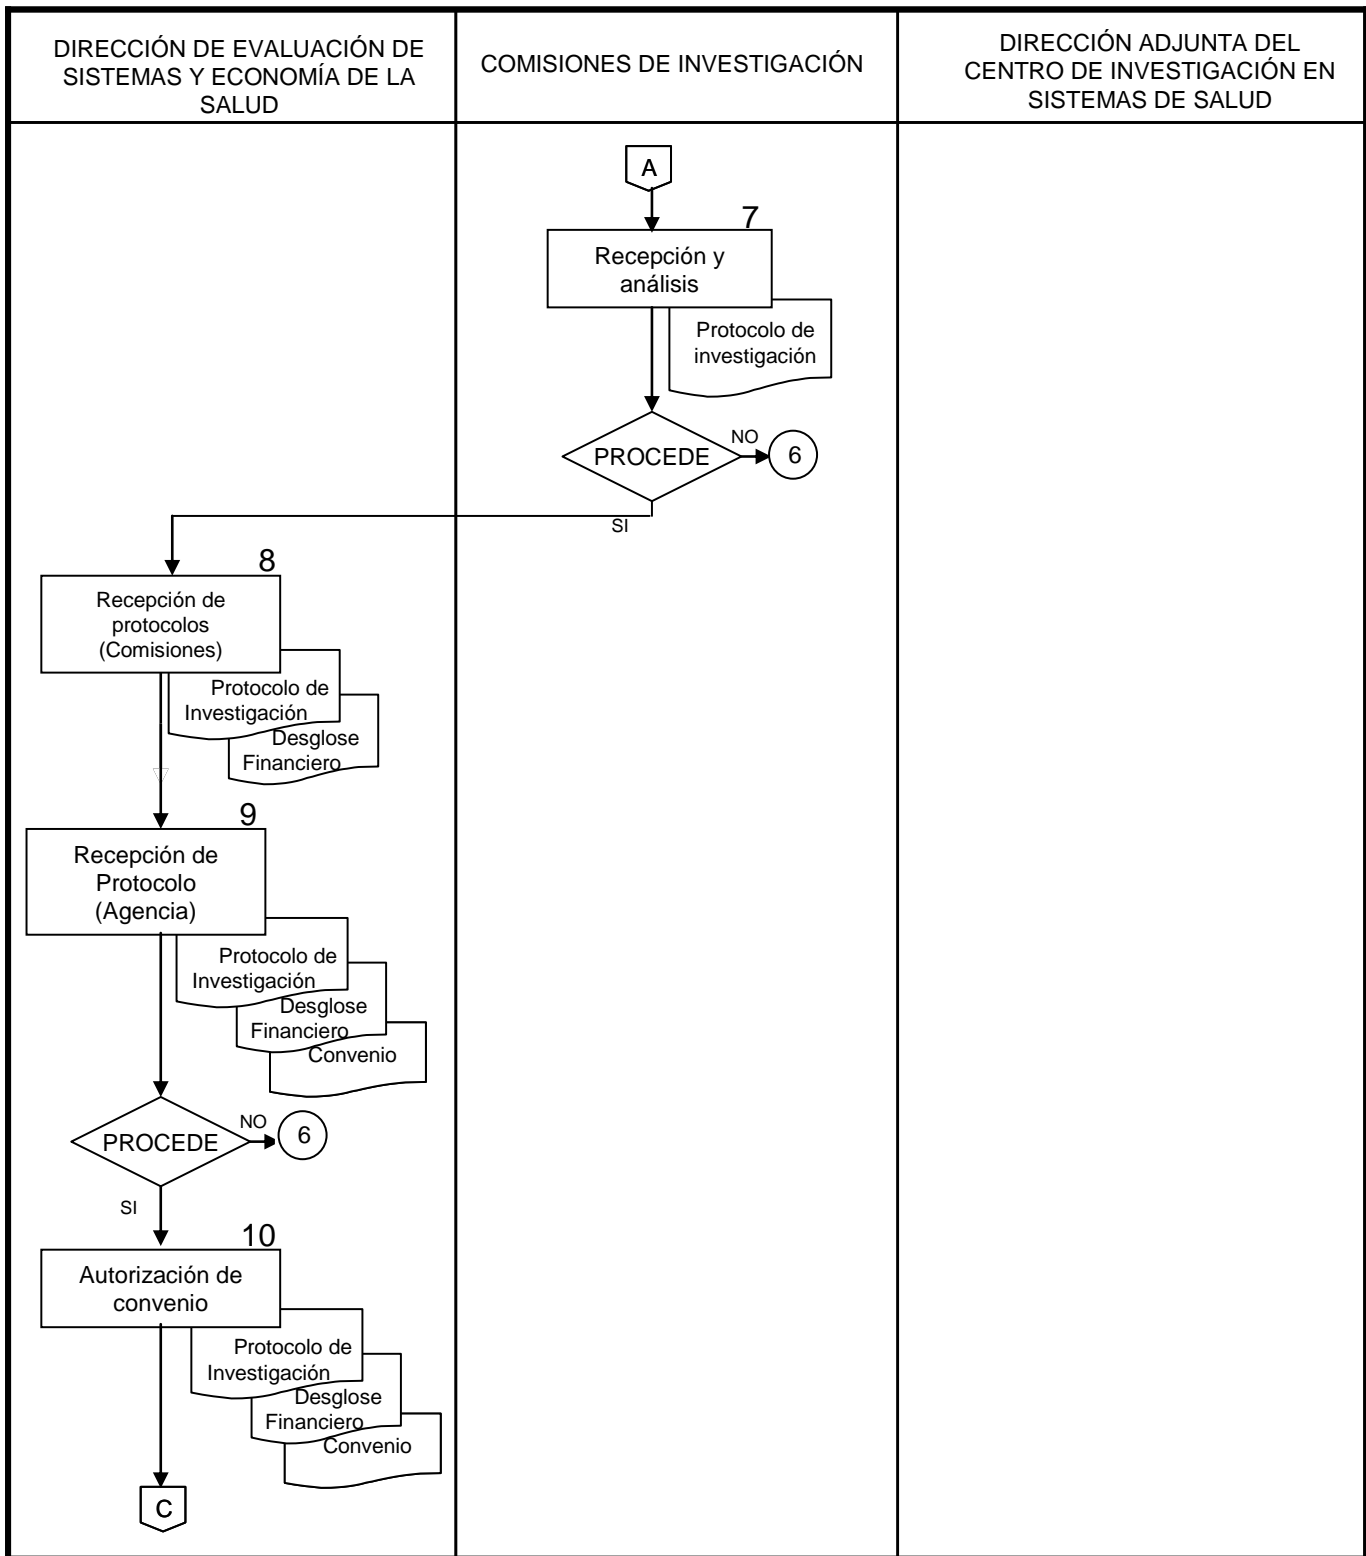 DIRECCIÓN DE EVALUACIÓN DE
SISTEMAS Y ECONOMÍA DE LA
SALUD
COMISIONES DE INVESTIGACIÓN
DIRECCIÓN ADJUNTA DEL
CENTRO DE INVESTIGACIÓN EN
SISTEMAS DE SALUD
A
7
Recepción y
análisis
Protocolo de
investigación
PROCEDE
NO
6
SI
8
Recepción de
protocolos
(Comisiones)
Protocolo de
Investigación
Desglose
Financiero
9
Recepción de
Protocolo
(Agencia)
Protocolo de
Investigación
Desglose
Financiero
Convenio
PROCEDE
NO
6
SI
10
Autorización de
convenio
Protocolo de
Investigación
Desglose
Financiero
Convenio
C